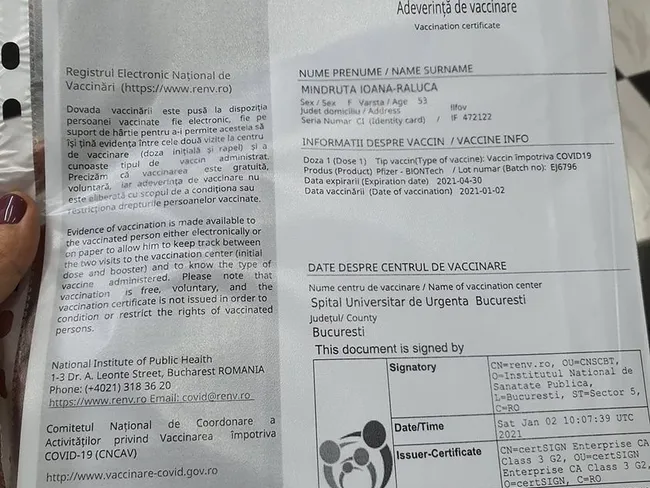 Adeverință de vaccinare
Vaccination certificate
Registrul Electronic Național de
Vaccinări (https://www.renv.ro)
Dovada vaccinării este pusă la dispoziția
persoanei vaccinate fie electronic, fie pe
suport de hârtie pentru a-i permite acesteia să
își țină evidența între cele două vizite la centru
de vaccinare (doza inițială și rapel) și a
cunoaste tipul de vaccin administrat.
Precizăm că vaccinarea este gratuită,
voluntară, iar adeverința de vaccinare nu
este eliberată cu scopul de a condiționa sau
restricționa drepturile persoanelor vaccinate.
Evidence of vaccination is made available to
the vaccinated person either electronically or
on paper to allow him to keep track between
the two visits to the vaccination center (initial
dose and booster) and to know the type of
vaccine administered. Please note that
vaccination is free, voluntary, and the
vaccination certificate is not issued in order to
condition or restrict the rights of vaccinated
persons.
National Institute of Public Health
1-3 Dr. A. Leonte Street, Bucharest ROMANIA
Phone: (+4021) 318 36 20
https://www.renv.ro Email: covid@renv.ro
Comitetul Național de Coordonare a
Activităților privind Vaccinarea împotriva
COVID-19 (CNCAV)
http://www.vaccinare-covid.gov.ro
NUME PRENUME / NAME SURNAME
MINDRUTA IOANA-RALUCA
Sex / Sex F Varsta / Age 53
Judet domiciliu / Address Ilfov
Seria Numar CI (Identity card) / IF 472122
INFORMATII DESPRE VACCIN / VACCINE INFO
Doza 1 (Dose 1) Tip vaccin(Type of vaccine): Vaccin împotriva COVID19
Produs (Product) Pfizer - BIONTech / Lot numar (Batch no): EJ6796
Data expirarii (Expiration date) 2021-04-30
Data vaccinării (Date of vaccination) 2021-01-02
DATE DESPRE CENTRUL DE VACCINARE
Nume centru de vaccinare / Name of vaccination center
Spital Universitar de Urgenta Bucuresti
Județul/ County
Bucuresti
This document is signed by
Signatory
CN=renv.ro, OU=CNSCBT,
O=Institutul National de
Sanatate Publica,
L=Bucuresti, ST=Sector 5,
C=RO
Date/Time
Sat Jan 02 10:07:39 UTC
2021
Issuer-Certificate
CN=certSIGN Enterprise CA
Class 3 G2, OU=certSIGN
Enterprise CA Class 3 G2,
O=certSIGN, C=RO